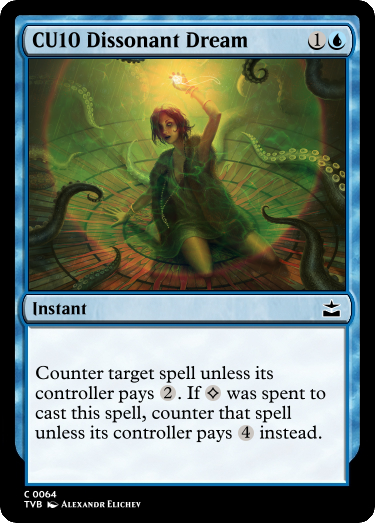 CU10 Dissonant Dream 1
Instant
Counter target spell unless its
controller pays 2. If was spent to
cast this spell, counter that spell
unless its controller pays 4 instead.
C 0064
TVB Alexandr Elichev